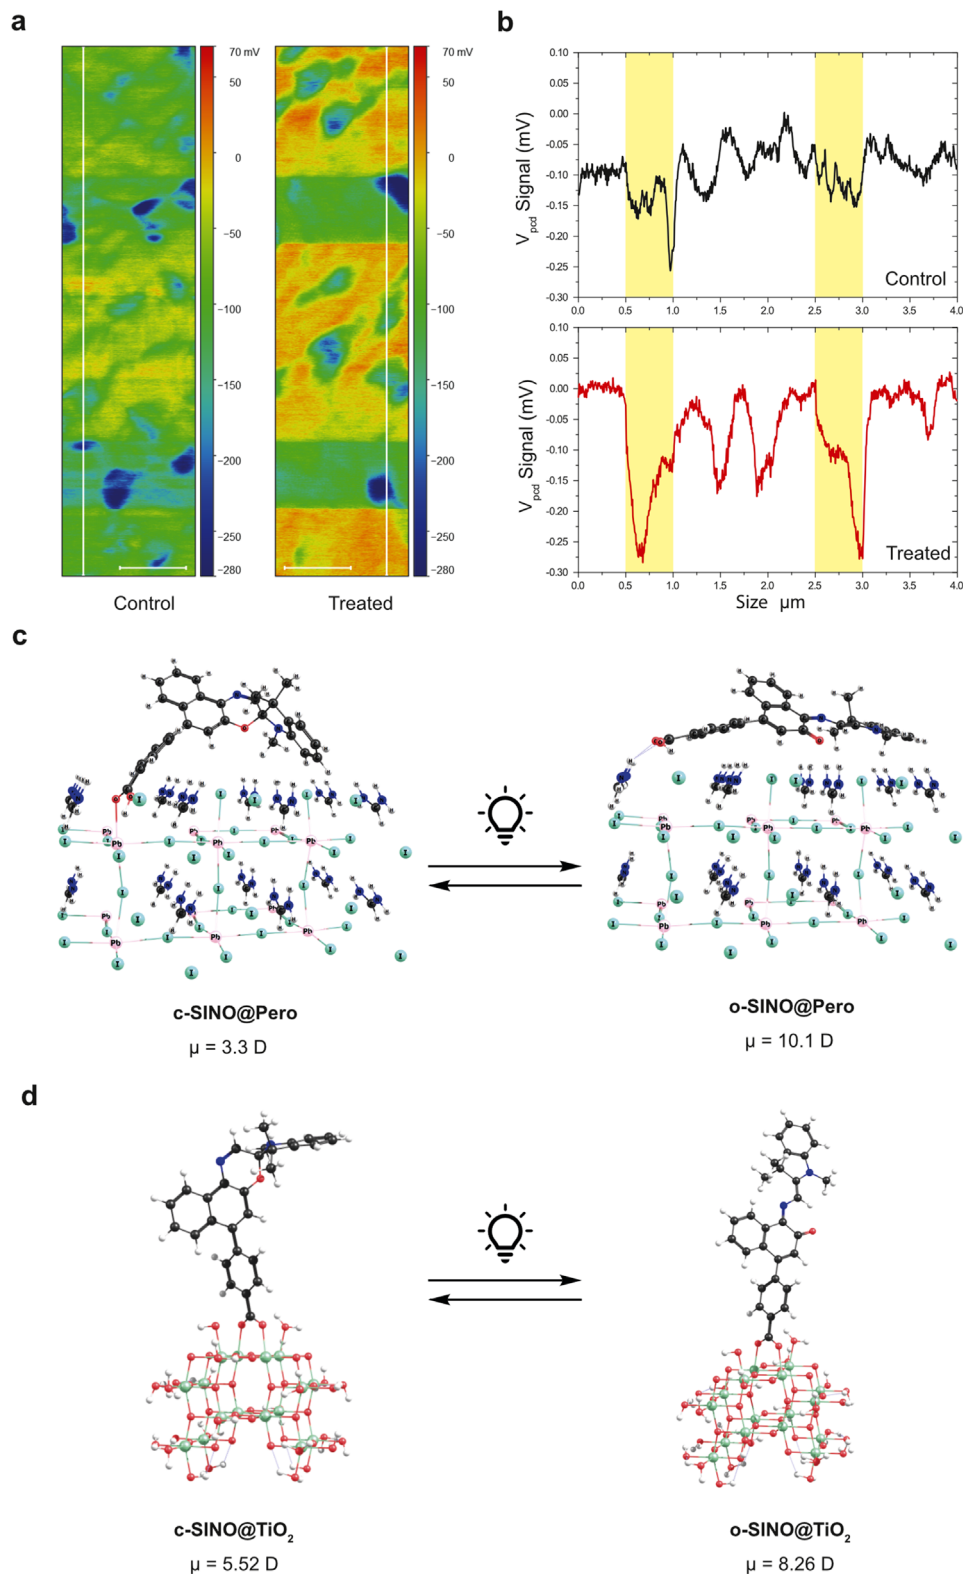 a
70 mV
50
0
−50
−100
−150
−200
−250
−280
Control
70 mV
50
0
−50
−100
−150
−200
−250
−280
Treated
b
V_pcd Signal (mV)
0.10
0.05
0.00
-0.05
-0.10
-0.15
-0.20
-0.25
-0.30
0.0 0.5 1.0 1.5 2.0 2.5 3.0 3.5 4.0
Control
V_pcd Signal (mV)
0.10
0.05
0.00
-0.05
-0.10
-0.15
-0.20
-0.25
-0.30
0.0 0.5 1.0 1.5 2.0 2.5 3.0 3.5 4.0
Treated
Size μm
c
c-SINO@Pero
μ = 3.3 D
o-SINO@Pero
μ = 10.1 D
d
c-SINO@TiO₂
μ = 5.52 D
o-SINO@TiO₂
μ = 8.26 D